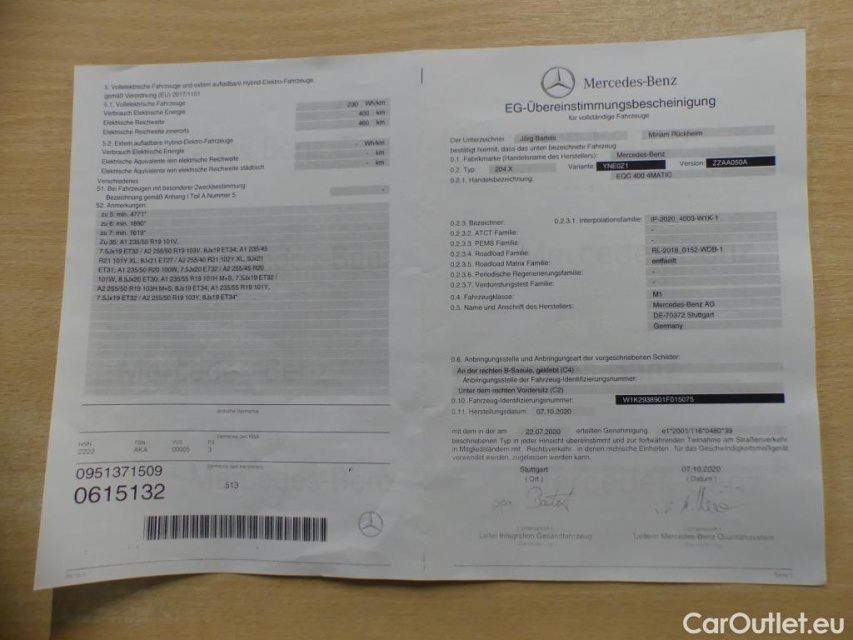 5. Vollelektrische Fahrzeuge und extern aufladbare Hybrid-Elektro-Fahrzeuge,
gemäß Verordnung (EU) 2017/1151
5.1. Vollelektrische Fahrzeuge
Verbrauch Elektrische Energie 230 Wh/km
Elektrische Reichweite 400 km
Elektrische Reichweite innerorts 460 km
5.2. Extern aufladbare Hybrid-Elektro-Fahrzeuge
Verbrauch Elektrische Energie - Wh/km
Elektrische Äquivalente rein elektrische Reichweite - km
Elektrische Äquivalente rein elektrische Reichweite städtisch - km
Verschiedenes
51. Bei Fahrzeugen mit besonderer Zweckbestimmung
Bezeichnung gemäß Anhang I Teil A Nummer 5 -
52. Anmerkungen:
zu 5: min. 4771*
zu 6: min. 1890*
zu 7: min. 1619*
Zu 35: A1 235/55 R19 101V,
7.5Jx19 ET32 / A2 255/50 R19 103V, 8Jx19 ET34; A1 235/45
R21 101Y XL, 8Jx21 ET27 / A2 255/40 R21 102Y XL, 9Jx21
ET31; A1 235/50 R20 100W, 7.5Jx20 ET32 / A2 255/45 R20
101W, 8.5Jx20 ET30; A1 235/55 R19 101H M+S, 7.5Jx19 ET32 /
A2 255/50 R19 103H M+S, 8Jx19 ET34; A1 235/55 R19 101Y,
7.5Jx19 ET32 / A2 255/50 R19 103Y, 8Jx19 ET34*
HSN TSN VVS PZ
2222 AKA 00005 3
0951371509
0615132 513
Mercedes-Benz
EG-Übereinstimmungsbescheinigung
für vollständige Fahrzeuge
Der Unterzeichner Jörg Bartels Miriam Rückheim
bestätigt hiermit, dass das unten bezeichnete Fahrzeug
0.1. Fabrikmarke (Handelsname des Herstellers): Mercedes-Benz
0.2. Typ: 204 X Variante: YNE0Z1 Version: ZZAA050A
0.2.1. Handelsbezeichnung: EQC 400 4MATIC
0.2.3. Bezeichner: 0.2.3.1. Interpolationsfamilie: IP-2020_4003-W1K-1
0.2.3.2. ATCT Familie: -
0.2.3.3. PEMS Familie: -
0.2.3.4. Roadload Familie: RL-2018_0152-WDB-1
0.2.3.5. Roadload Matrix Familie: entfaellt
0.2.3.6. Periodische Regenerierungsfamilie: -
0.2.3.7. Verdunstungstest Familie: -
0.4. Fahrzeugklasse: M1
0.5. Name und Anschrift des Herstellers: Mercedes-Benz AG
DE-70372 Stuttgart
Germany
0.6. Anbringungsstelle und Anbringungsart der vorgeschriebenen Schilder:
An der rechten B-Saeule, geklebt (C4)
Anbringungsstelle der Fahrzeug-Identifizierungsnummer:
Unter dem rechten Vordersitz (C2)
0.10. Fahrzeug-Identifizierungsnummer: W1K2938901F015075
0.11. Herstellungsdatum: 07.10.2020
mit dem in der am 22.07.2020 erteilten Genehmigung e1*2001/116*0480*39
beschriebenen Typ in jeder Hinsicht übereinstimmt und zur fortwährenden Teilnahme am Straßenverkehr
in Mitgliedsländern mit Rechtsverkehr in denen metrische Einheiten für das Geschwindigkeitsmeßgerät
verwendet werden, zugelassen werden kann.
Stuttgart 07.10.2020
( Ort ) ( Datum )
Leiter Integration Gesamtfahrzeug Leiterin Mercedes-Benz Qualitätssystem
Seite 1
CarOutlet.eu